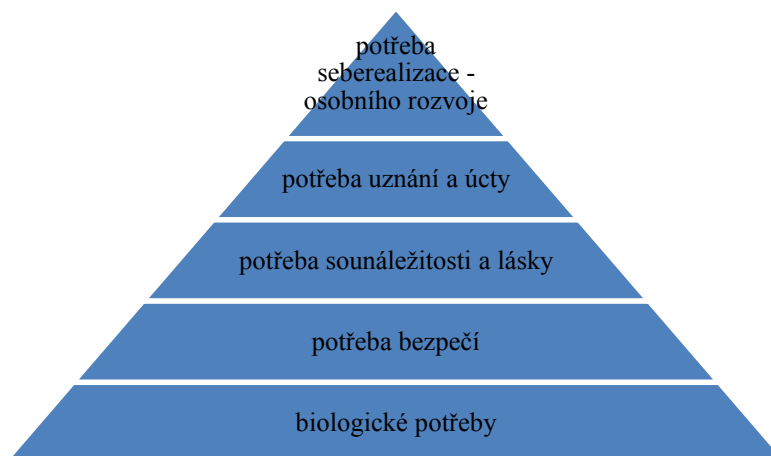 potřeba
seberealizace -
osobního rozvoje
potřeba uznání a úcty
potřeba sounáležitosti a lásky
potřeba bezpečí
biologické potřeby